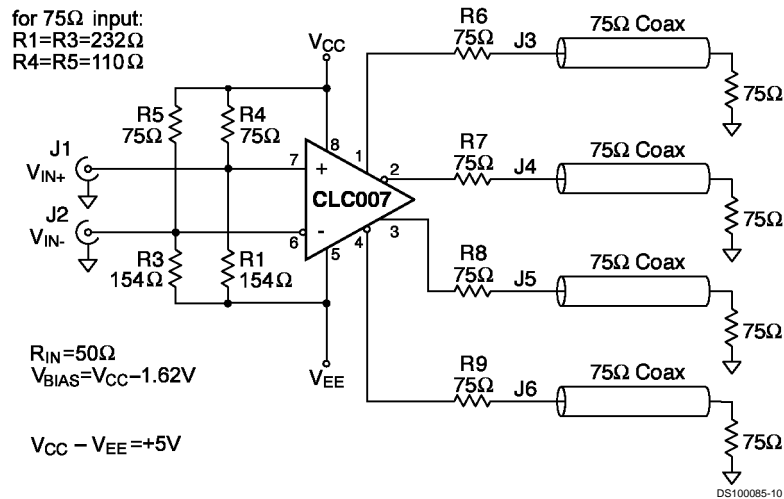 for 75Ω input:
R1=R3=232Ω
R4=R5=110Ω
VCC
R6
75Ω
J3
75Ω Coax
75Ω
R5
75Ω
R4
75Ω
8
1
J1
VIN+
7
+
2
R7
75Ω
J4
75Ω Coax
75Ω
CLC007
J2
VIN-
6
-
5
4
3
R3
154Ω
R1
154Ω
R8
75Ω
J5
75Ω Coax
75Ω
RIN=50Ω
VBIAS=VCC–1.62V
VEE
R9
75Ω
J6
75Ω Coax
75Ω
VCC – VEE=+5V
DS100085-10